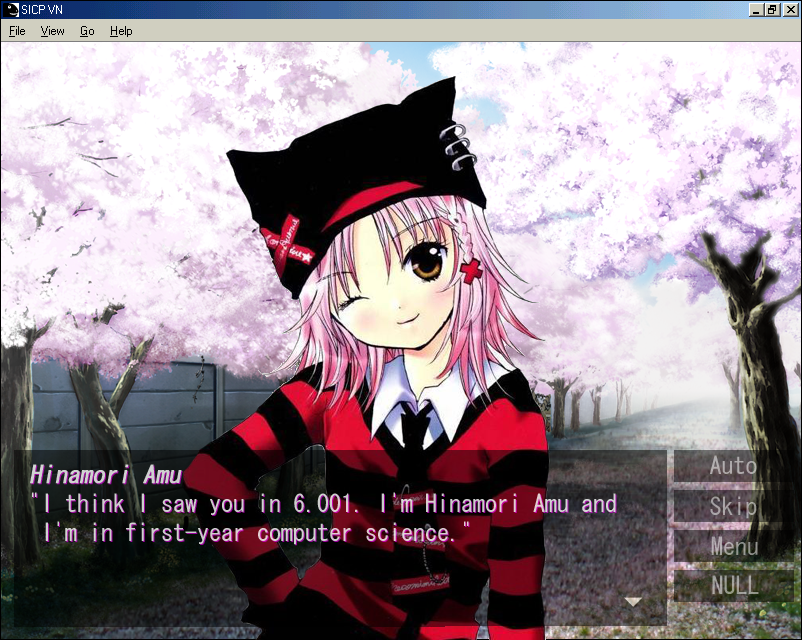 SICP VN
File View Go Help
Hinamori Amu
"I think I saw you in 6.001. I'm Hinamori Amu and
I'm in first-year computer science."
Auto
Skip
Menu
NULL